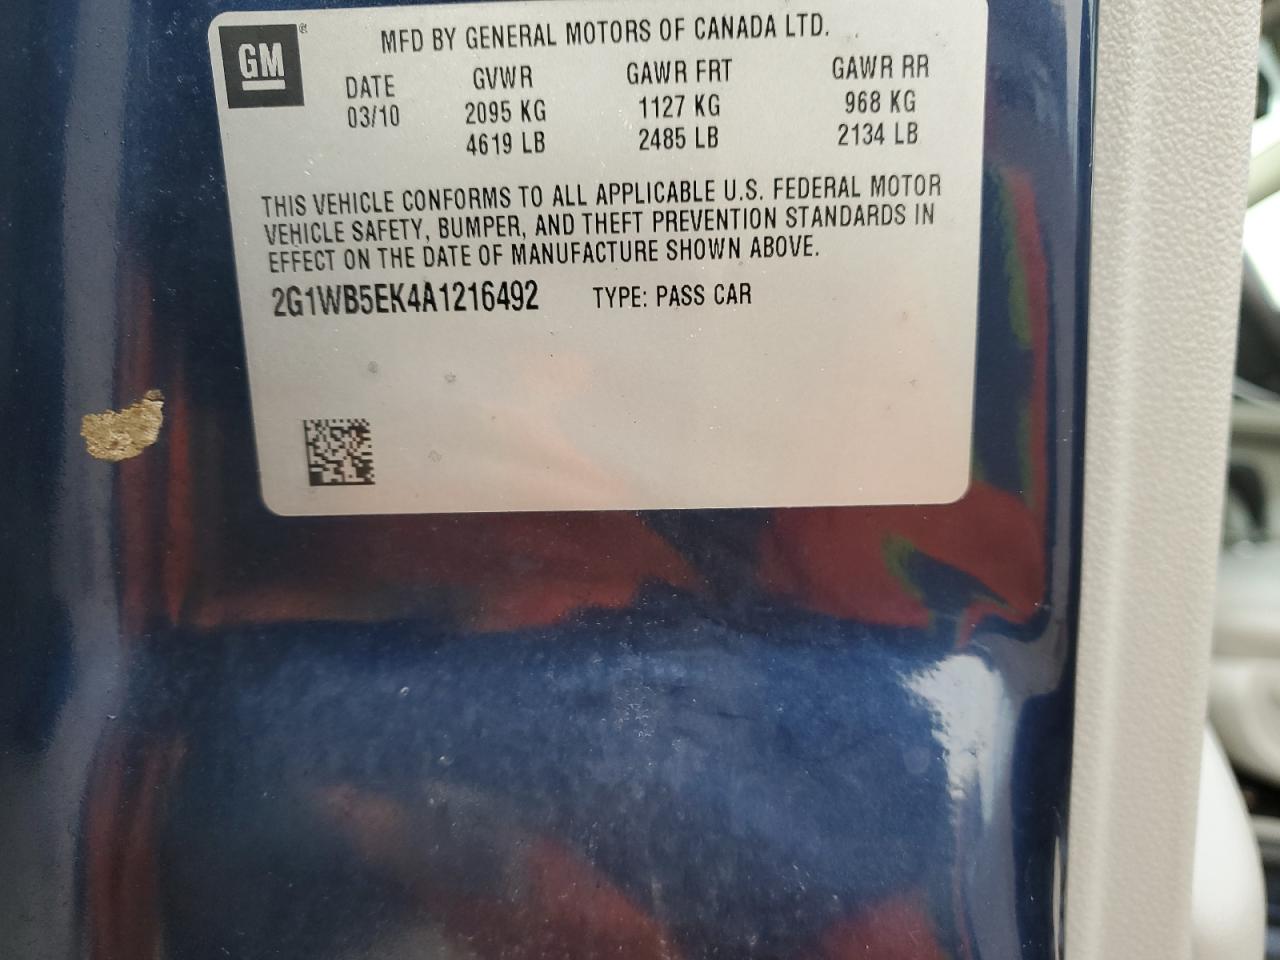 GM
MFD BY GENERAL MOTORS OF CANADA LTD.
DATE GVWR GAWR FRT GAWR RR
03/10 2095 KG 1127 KG 968 KG
4619 LB 2485 LB 2134 LB
THIS VEHICLE CONFORMS TO ALL APPLICABLE U.S. FEDERAL MOTOR
VEHICLE SAFETY, BUMPER, AND THEFT PREVENTION STANDARDS IN
EFFECT ON THE DATE OF MANUFACTURE SHOWN ABOVE.
2G1WB5EK4A1216492 TYPE: PASS CAR